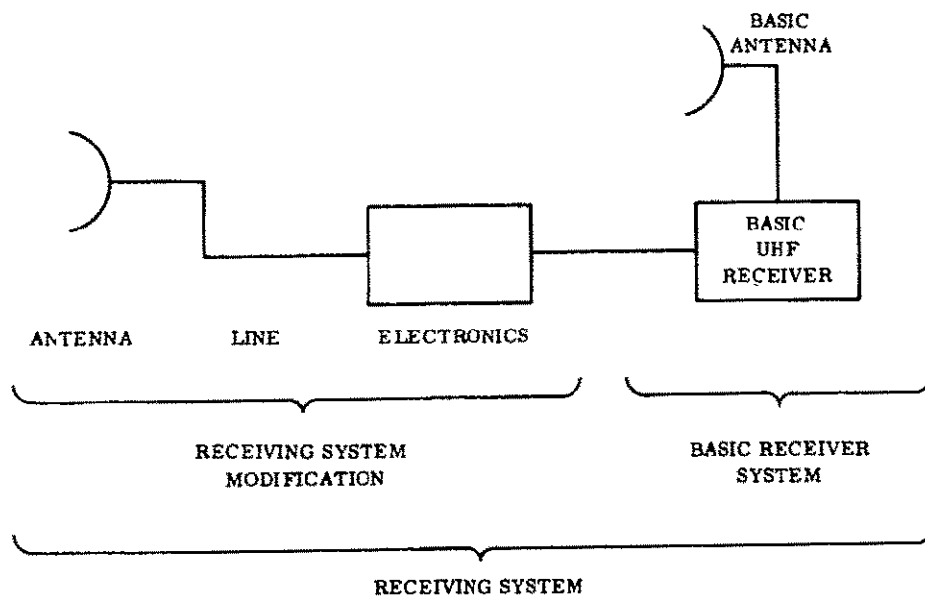 BASIC
ANTENNA
BASIC
UHF
RECEIVER
ANTENNA
LINE
ELECTRONICS
RECEIVING SYSTEM
MODIFICATION
BASIC RECEIVER
SYSTEM
RECEIVING SYSTEM